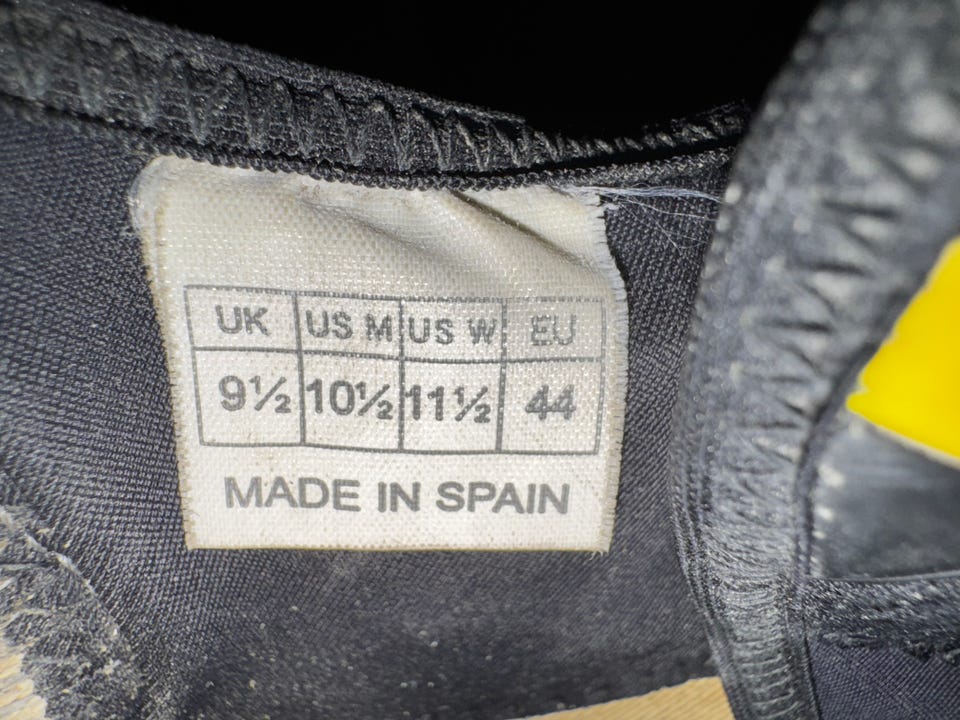 UK US M US W EU
9½ 10½ 11½ 44
MADE IN SPAIN